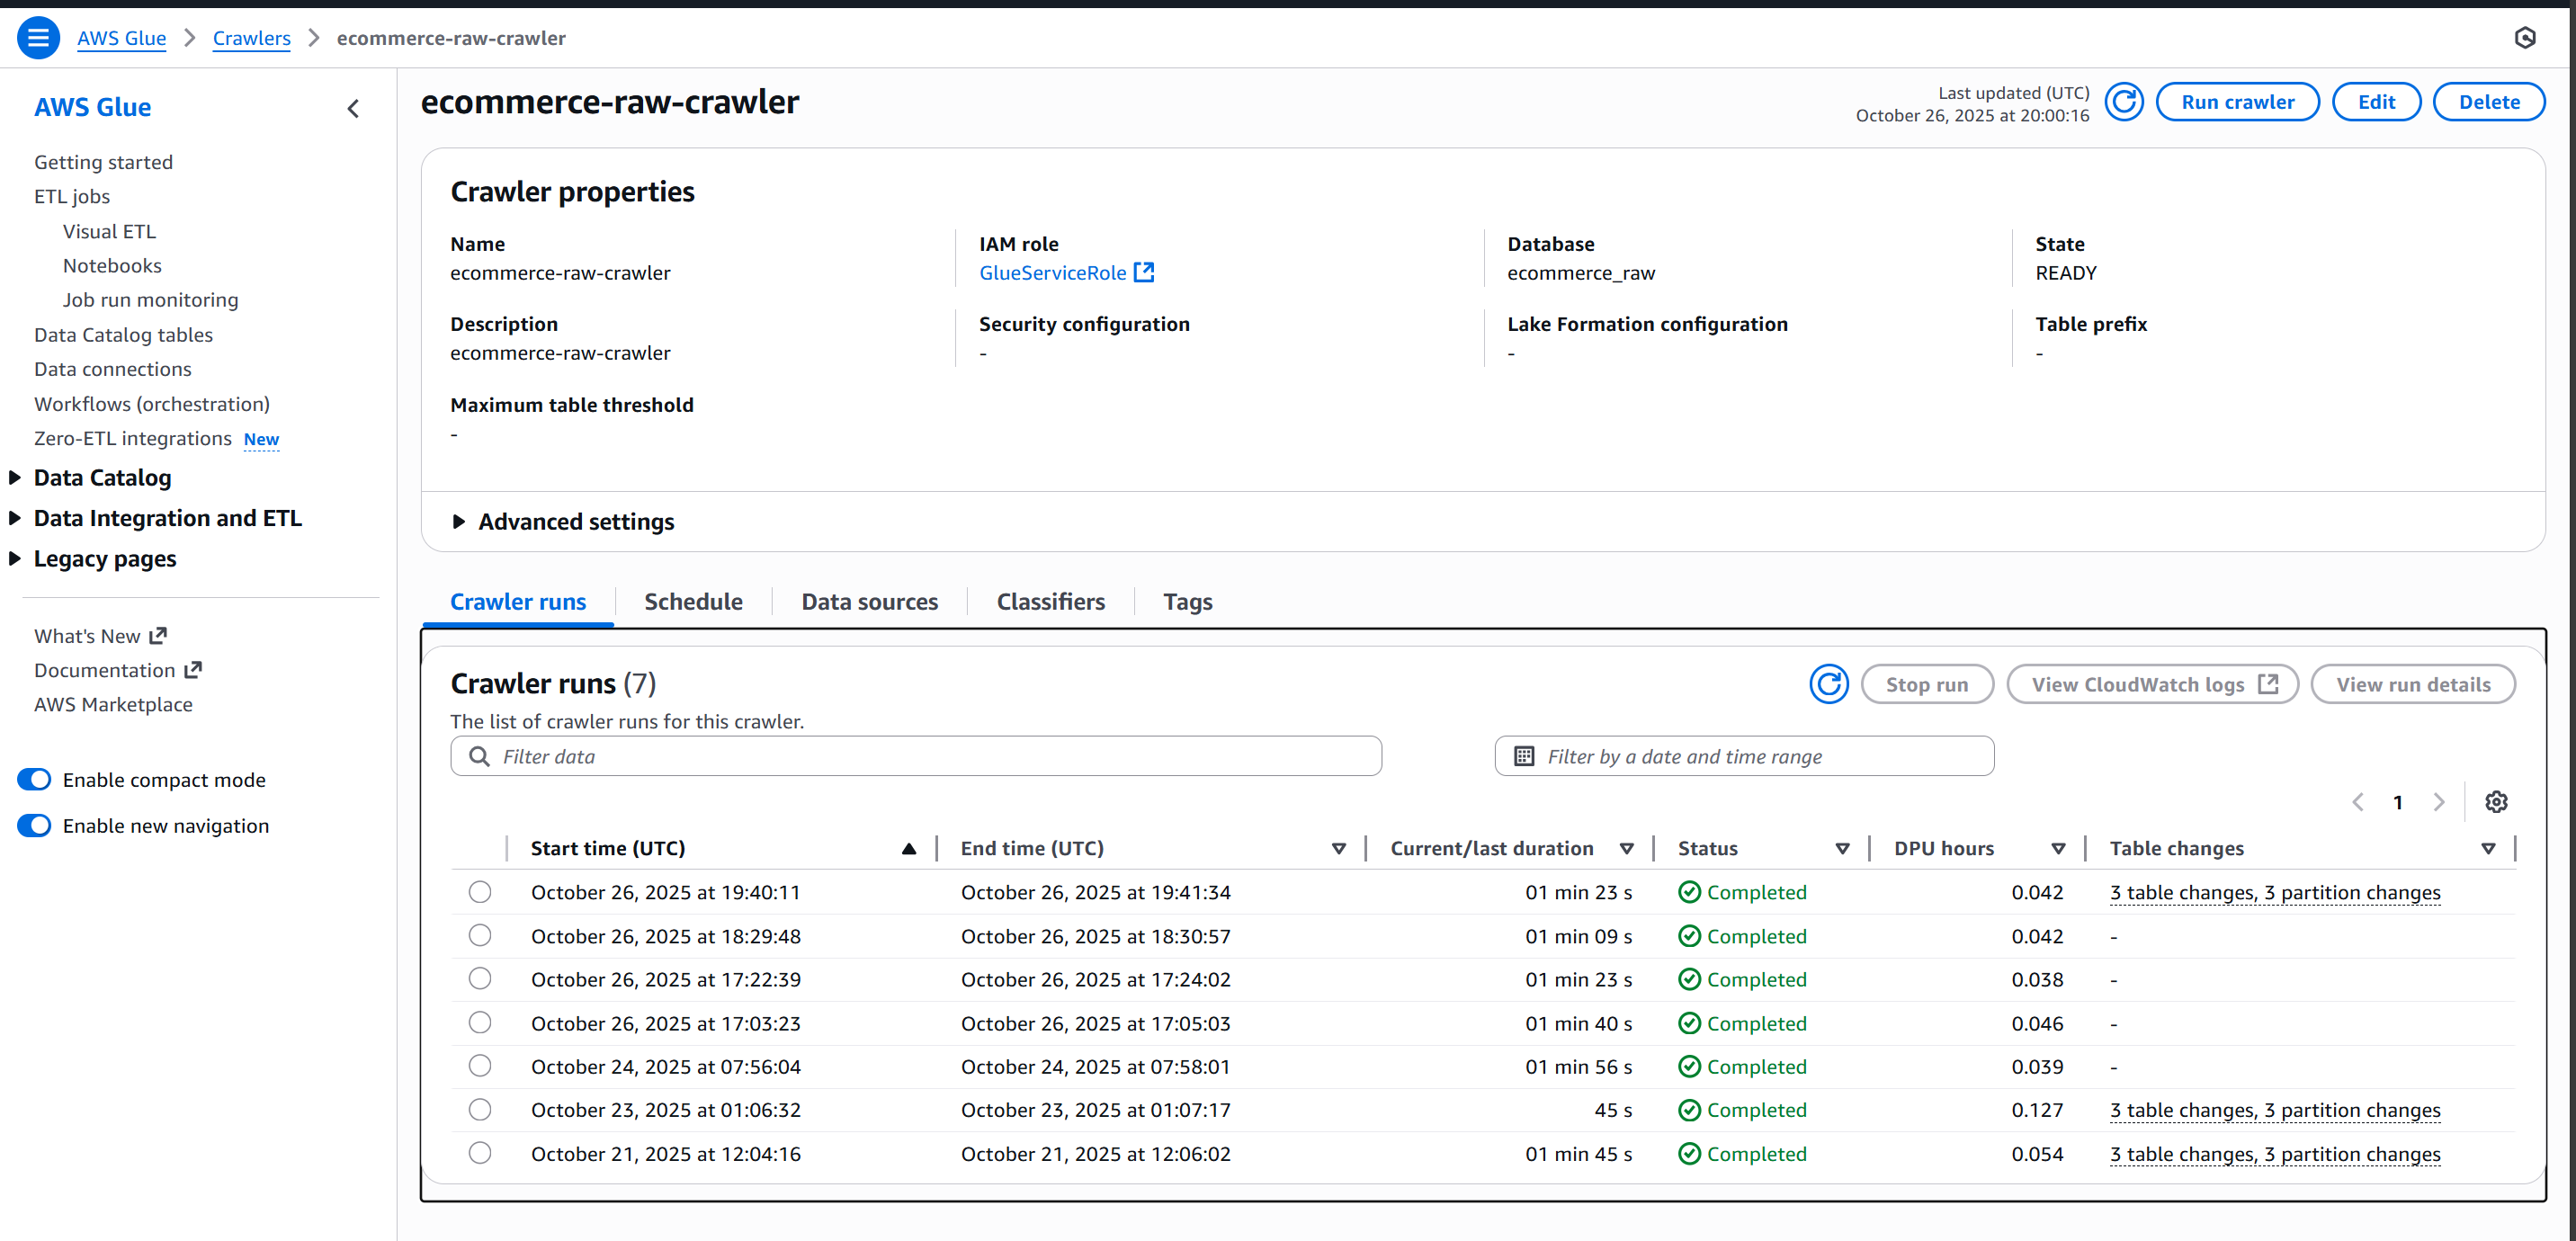 AWS Glue > Crawlers > ecommerce-raw-crawler
AWS Glue
Getting started
ETL jobs
Visual ETL
Notebooks
Job run monitoring
Data Catalog tables
Data connections
Workflows (orchestration)
Zero-ETL integrations New
Data Catalog
Data Integration and ETL
Legacy pages
What's New
Documentation
AWS Marketplace
Enable compact mode
Enable new navigation
ecommerce-raw-crawler
Last updated (UTC)
October 26, 2025 at 20:00:16
Run crawler Edit Delete
Crawler properties
Name IAM role Database State
ecommerce-raw-crawler GlueServiceRole ecommerce_raw READY
Description Security configuration Lake Formation configuration Table prefix
ecommerce-raw-crawler - - -
Maximum table threshold
-
Advanced settings
Crawler runs Schedule Data sources Classifiers Tags
Crawler runs (7)
Stop run View CloudWatch logs View run details
The list of crawler runs for this crawler.
Filter data Filter by a date and time range
1
Start time (UTC) End time (UTC) Current/last duration Status DPU hours Table changes
October 26, 2025 at 19:40:11 October 26, 2025 at 19:41:34 01 min 23 s Completed 0.042 3 table changes, 3 partition changes
October 26, 2025 at 18:29:48 October 26, 2025 at 18:30:57 01 min 09 s Completed 0.042 -
October 26, 2025 at 17:22:39 October 26, 2025 at 17:24:02 01 min 23 s Completed 0.038 -
October 26, 2025 at 17:03:23 October 26, 2025 at 17:05:03 01 min 40 s Completed 0.046 -
October 24, 2025 at 07:56:04 October 24, 2025 at 07:58:01 01 min 56 s Completed 0.039 -
October 23, 2025 at 01:06:32 October 23, 2025 at 01:07:17 45 s Completed 0.127 3 table changes, 3 partition changes
October 21, 2025 at 12:04:16 October 21, 2025 at 12:06:02 01 min 45 s Completed 0.054 3 table changes, 3 partition changes